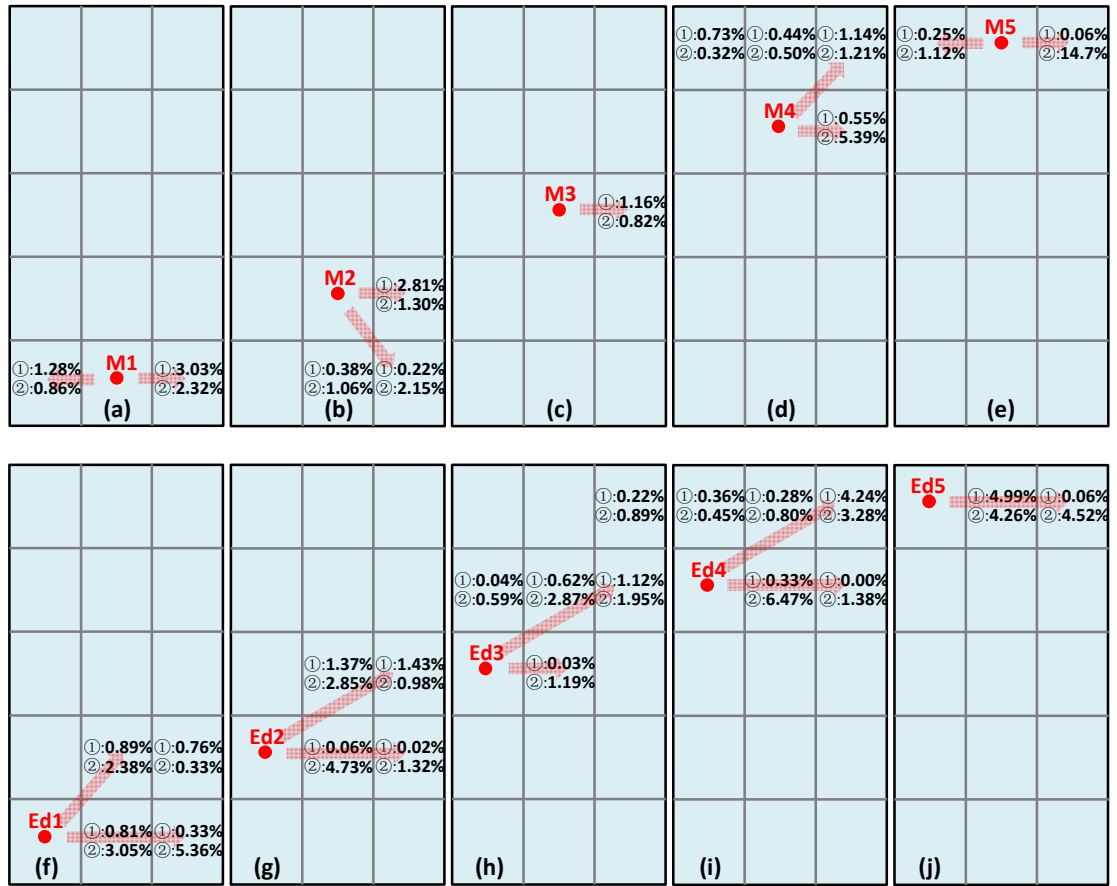 ①:0.73% ①:0.44% ①:1.14%
②:0.32% ②:0.50% ②:1.21%
①:0.25% M5 ①:0.06%
②:1.12% ②:14.7%
M4 ①:0.55%
②:5.39%
M3 ①:1.16%
②:0.82%
M2 ①:2.81%
②:1.30%
①:1.28% M1 ①:3.03%
②:0.86% ②:2.32%
①:0.38% ①:0.22%
②:1.06% ②:2.15%
(a) (b) (c) (d) (e)
①:0.22%
②:0.89%
①:0.36% ①:0.28% ①:4.24%
②:0.45% ②:0.80% ②:3.28%
Ed5 ①:4.99% ①:0.06%
②:4.26% ②:4.52%
①:0.04% ①:0.62% ①:1.12%
②:0.59% ②:2.87% ②:1.95%
Ed4 ①:0.33% ①:0.00%
②:6.47% ②:1.38%
①:1.37% ①:1.43%
②:2.85% ②:0.98%
Ed3 ①:0.03%
②:1.19%
①:0.89% ①:0.76%
②:2.38% ②:0.33%
Ed2 ①:0.06% ①:0.02%
②:4.73% ②:1.32%
Ed1 ①:0.81% ①:0.33%
②:3.05% ②:5.36%
(f) (g) (h) (i) (j)